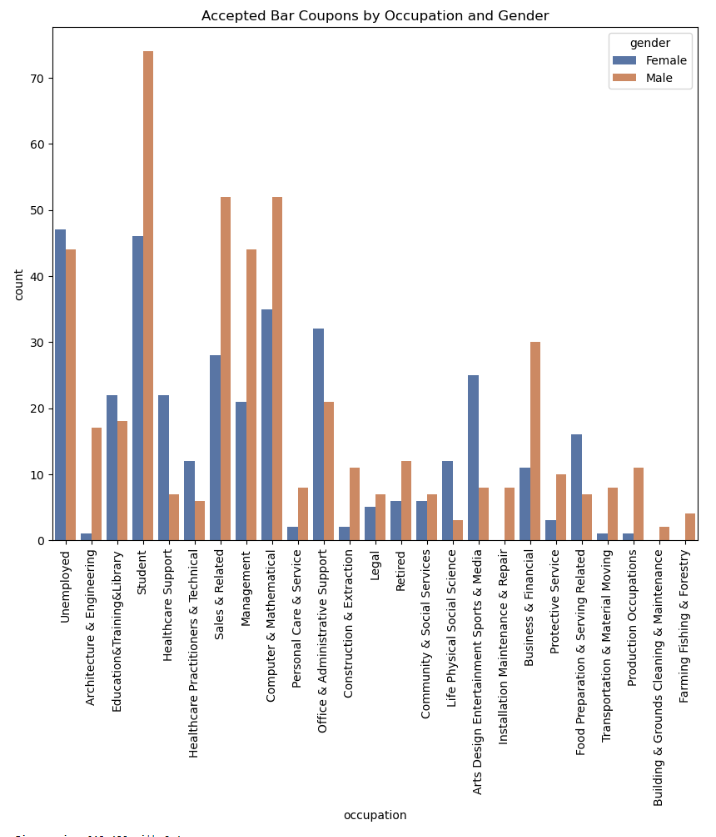 Accepted Bar Coupons by Occupation and Gender
gender
Female
Male
70
60
50
40
30
20
10
0
count
Unemployed
Architecture & Engineering
Education&Training&Library
Student
Healthcare Support
Healthcare Practitioners & Technical
Sales & Related
Management
Computer & Mathematical
Personal Care & Service
Office & Administrative Support
Construction & Extraction
Legal
Retired
Community & Social Services
Life Physical Social Science
Arts Design Entertainment Sports & Media
Installation Maintenance & Repair
Business & Financial
Protective Service
Food Preparation & Serving Related
Transportation & Material Moving
Production Occupations
Building & Grounds Cleaning & Maintenance
Farming Fishing & Forestry
occupation